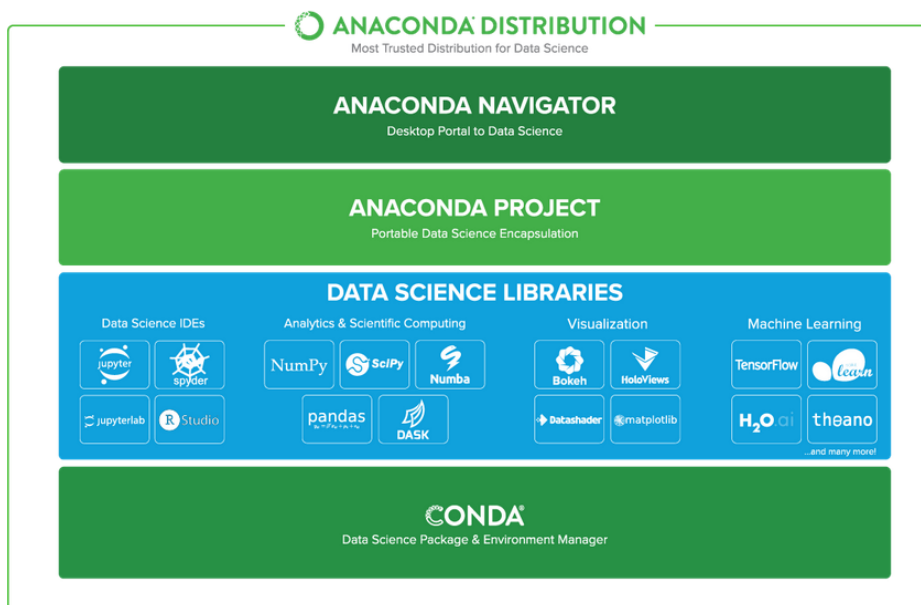 ANACONDA® DISTRIBUTION
Most Trusted Distribution for Data Science
ANACONDA NAVIGATOR
Desktop Portal to Data Science
ANACONDA PROJECT
Portable Data Science Encapsulation
DATA SCIENCE LIBRARIES
Data Science IDEs
jupyter
spyder
jupyterlab
R Studio
Analytics & Scientific Computing
NumPy
SciPy
Numba
pandas
DASK
Visualization
Bokeh
HoloViews
Datashader
matplotlib
Machine Learning
TensorFlow
learn
H2O.ai
theano
...and many more!
CONDA®
Data Science Package & Environment Manager